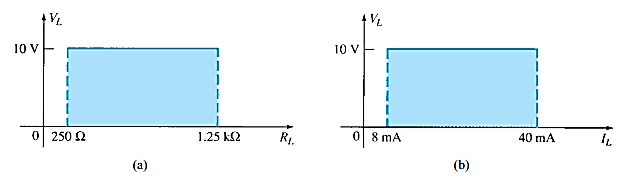 V_L
10 V
0 250 Ω 1.25 kΩ R_L
(a)
V_L
10 V
0 8 mA 40 mA I_L
(b)